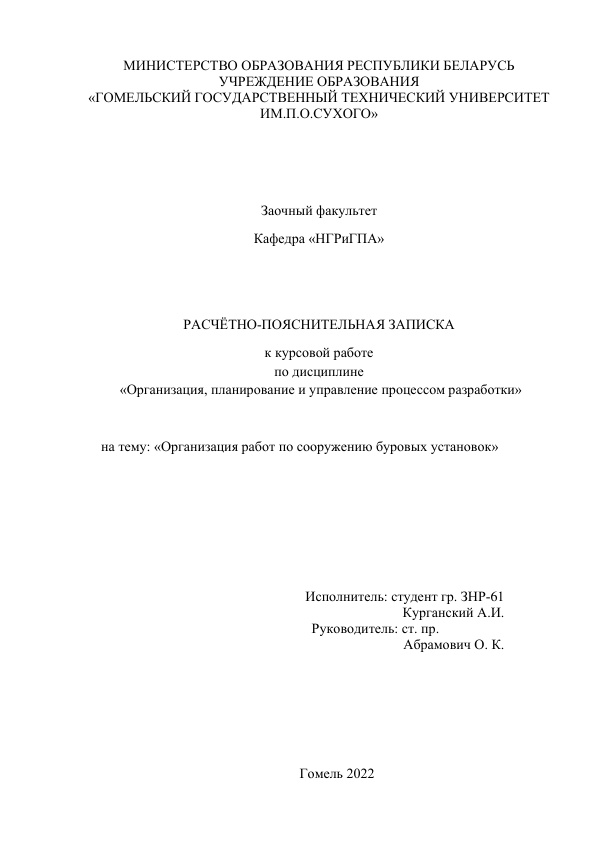 МИНИСТЕРСТВО ОБРАЗОВАНИЯ РЕСПУБЛИКИ БЕЛАРУСЬ
УЧРЕЖДЕНИЕ ОБРАЗОВАНИЯ
«ГОМЕЛЬСКИЙ ГОСУДАРСТВЕННЫЙ ТЕХНИЧЕСКИЙ УНИВЕРСИТЕТ
ИМ.П.О.СУХОГО»
Заочный факультет
Кафедра «НГРиГПА»
РАСЧЁТНО-ПОЯСНИТЕЛЬНАЯ ЗАПИСКА
к курсовой работе
по дисциплине
«Организация, планирование и управление процессом разработки»
на тему: «Организация работ по сооружению буровых установок»
Исполнитель: студент гр. ЗНР-61
Курганский А.И.
Руководитель: ст. пр.
Абрамович О. К.
Гомель 2022